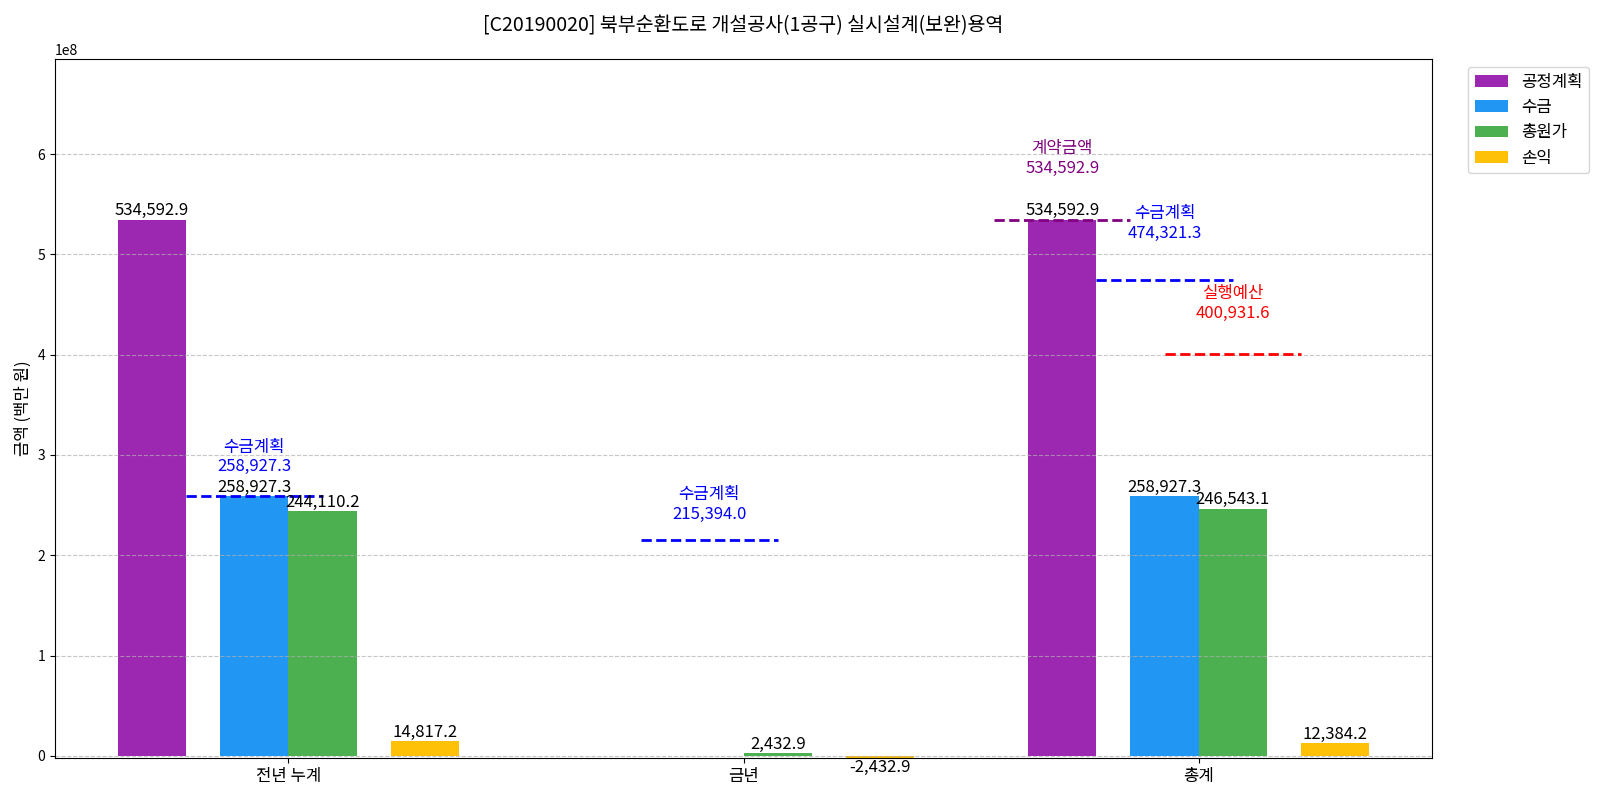 [C20190020] 북부순환도로 개설공사(1공구) 실시설계(보완)용역
1e8
공정계획
수금
총원가
손익
금액 (백만 원)
6
5
4
3
2
1
0
534,592.9
수금계획
258,927.3
258,927.3
244,110.2
14,817.2
수금계획
215,394.0
2,432.9
-2,432.9
계약금액
534,592.9
534,592.9
수금계획
474,321.3
실행예산
400,931.6
258,927.3
246,543.1
12,384.2
전년 누계
금년
총계